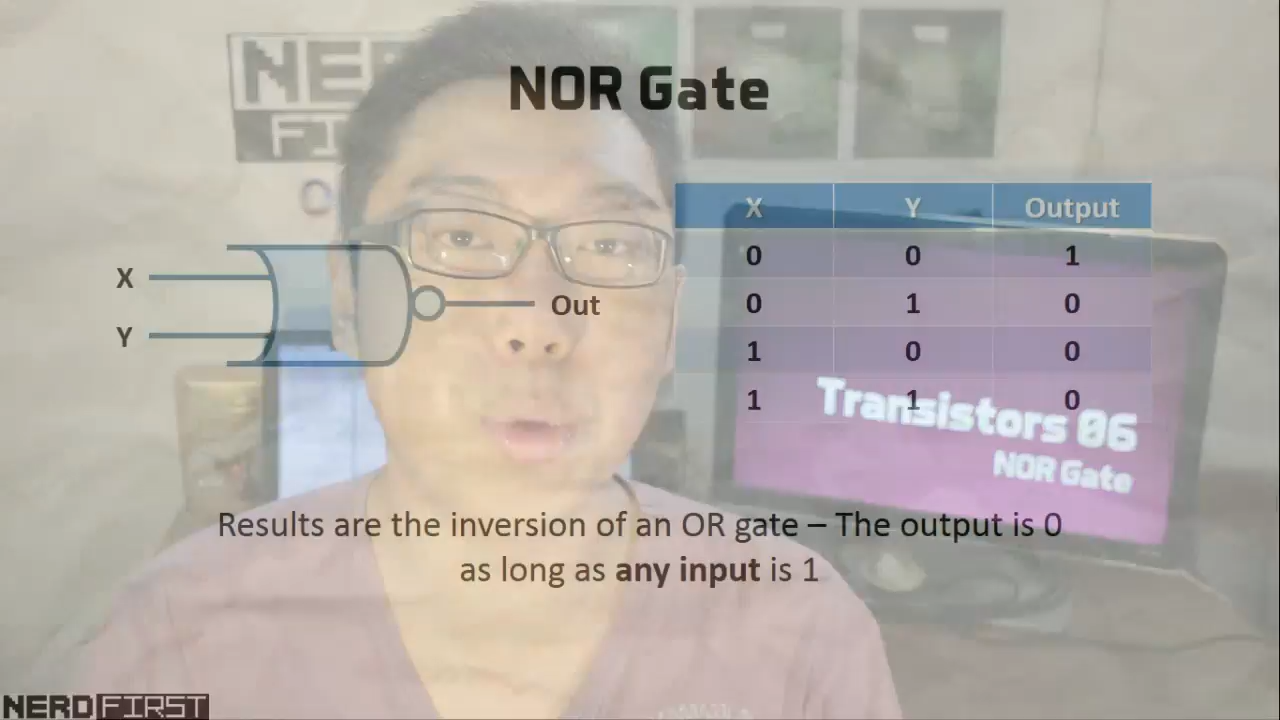 NOR Gate
NE
FI
X Y Output
0 0 1
0 1 0
1 0 0
1 1 0
X
Y
Out
Transistors 06
NOR Gate
Results are the inversion of an OR gate – The output is 0
as long as any input is 1
NERDFIRST